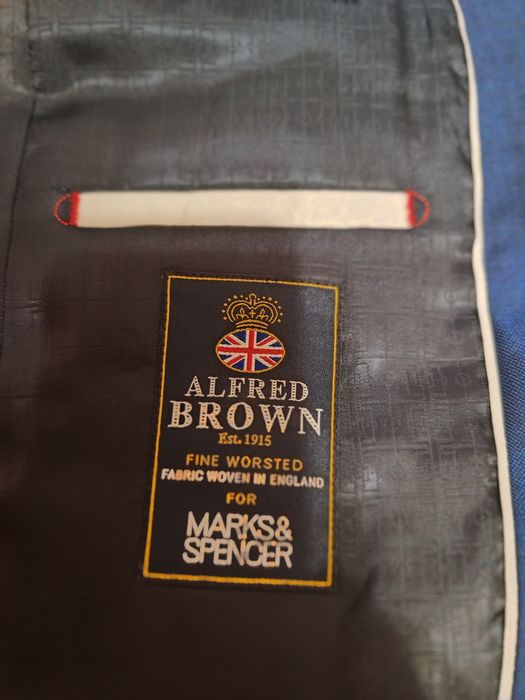 ALFRED
BROWN
Est. 1915
FINE WORSTED
FABRIC WOVEN IN ENGLAND
FOR
MARKS&
SPENCER